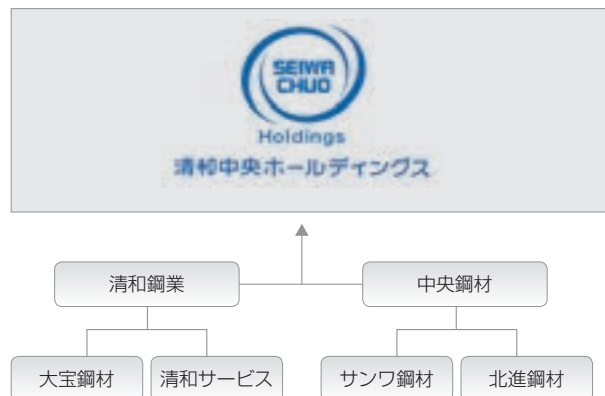 SEIWA
CHUO
Holdings
清和中央ホールディングス
清和鋼業
中央鋼材
大宝鋼材
清和サービス
サンワ鋼材
北進鋼材